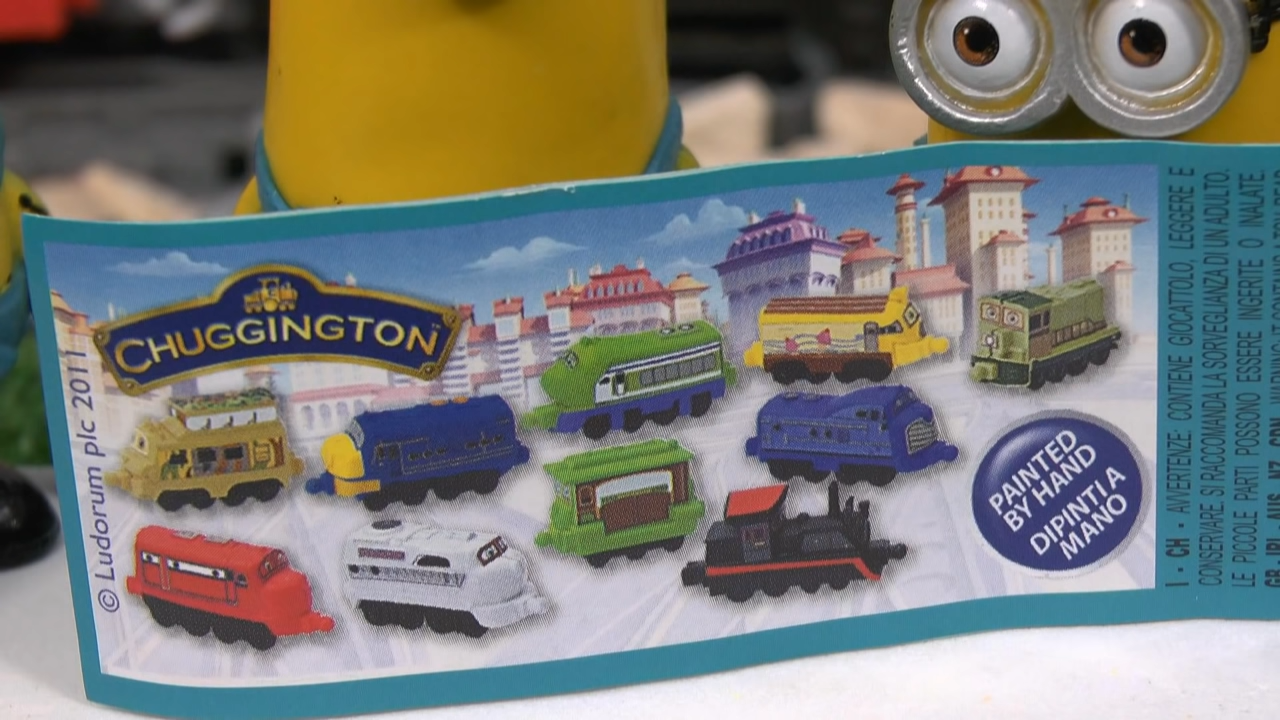 CHUGGINGTON™
© Ludorum Plc 2011
PAINTED
BY HAND
DIPINTI A
MANO
I • CH • AVVERTENZE: CONTIENE GIOCATTOLO, LEGGERE E
CONSERVARE. SI RACCOMANDA LA SORVEGLIANZA DI UN ADULTO.
LE PICCOLE PARTI POSSONO ESSERE INGERITE O INALATE.